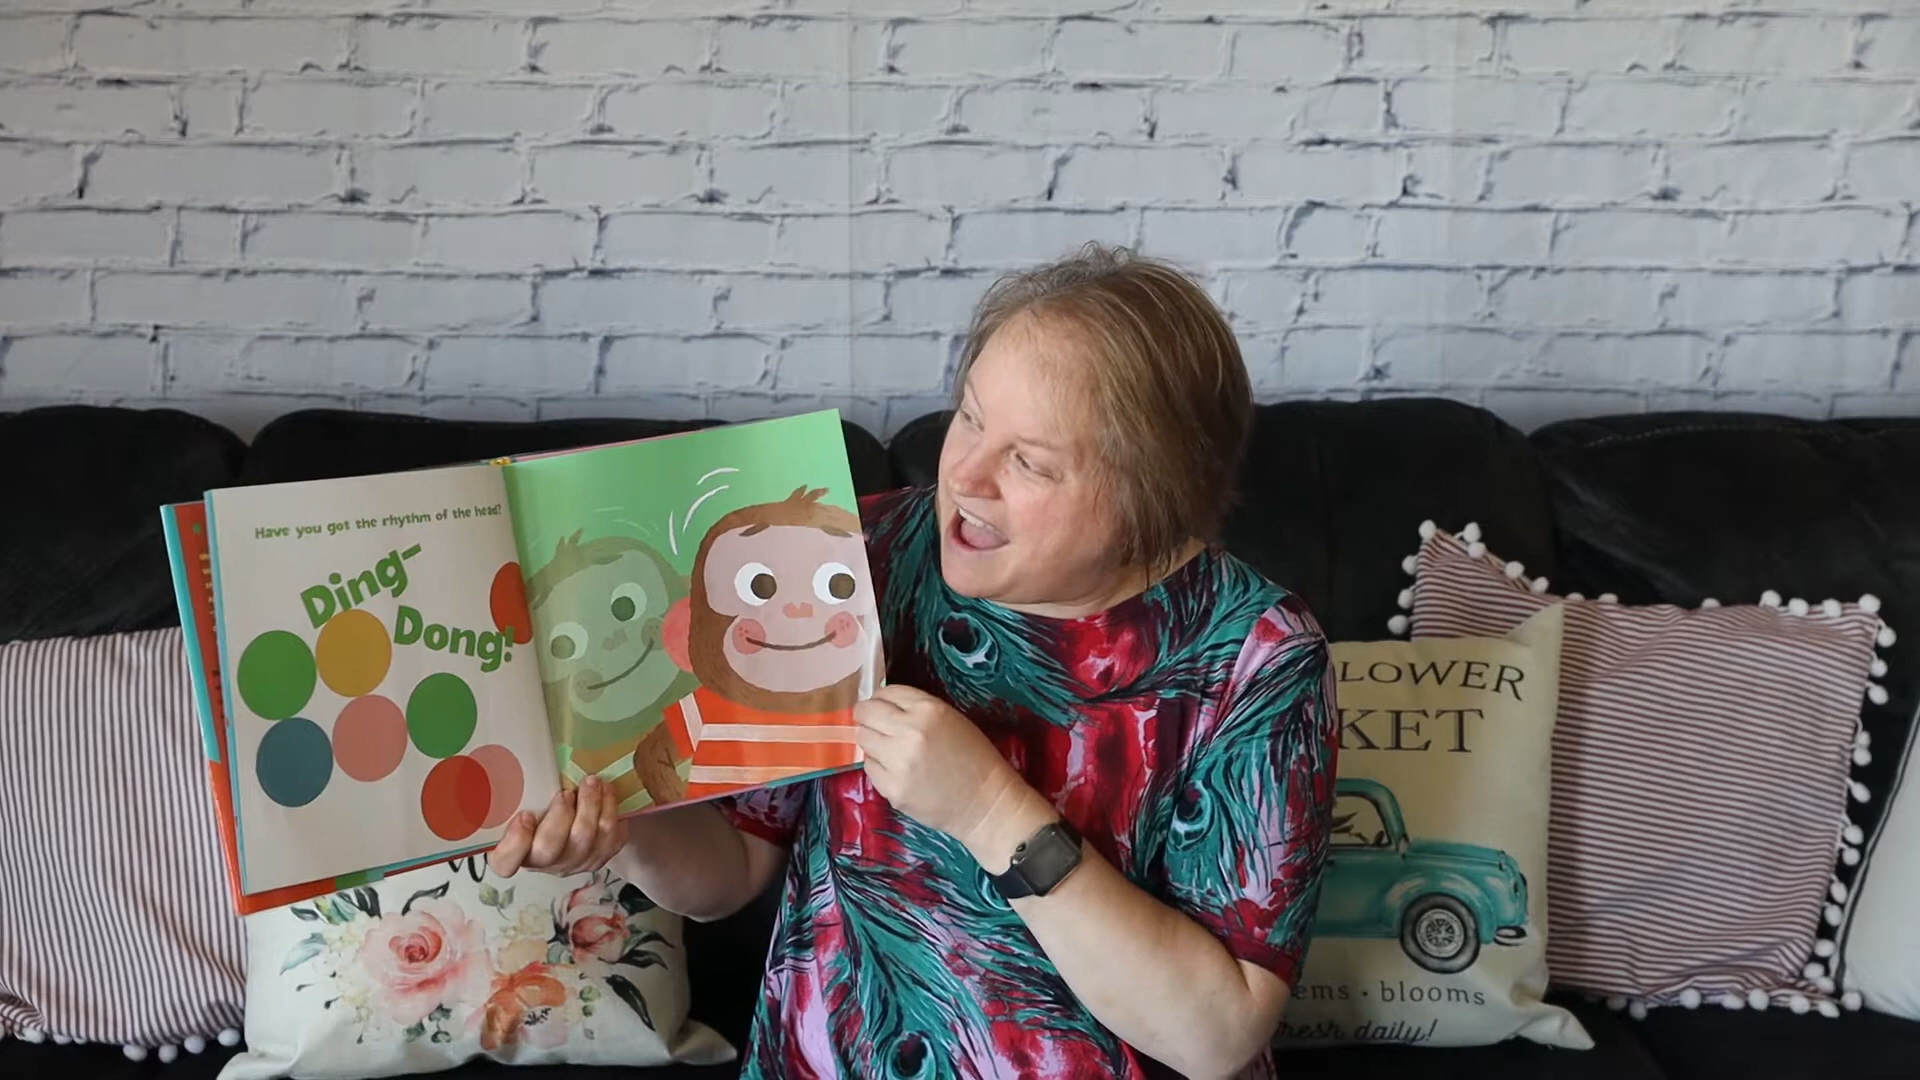 Have you got the rhythm of the head?
Ding-
Dong!
LOWER
KET
ems • blooms
fresh daily!